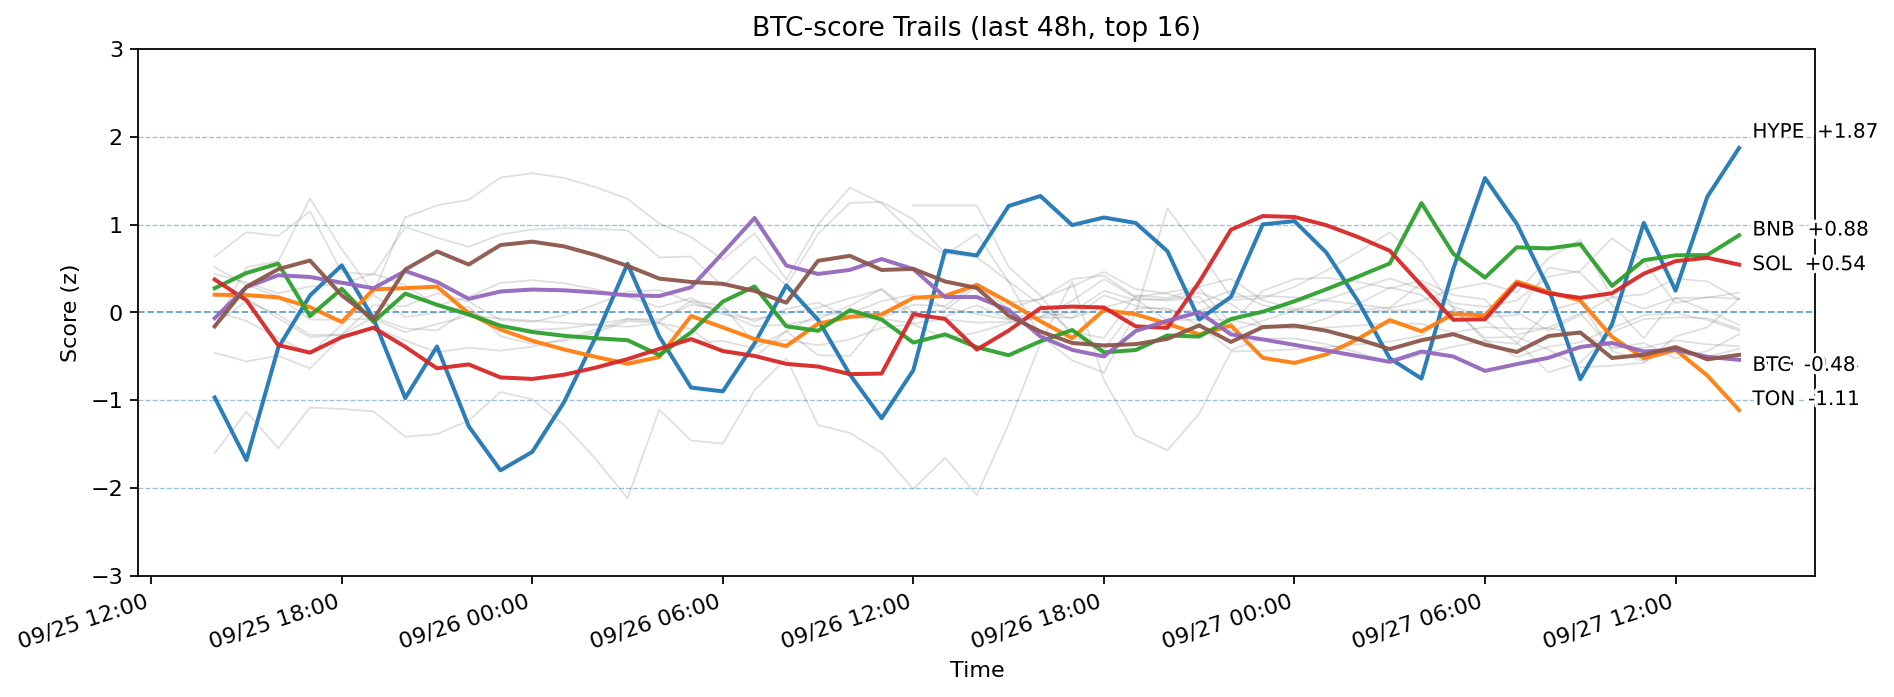 BTC-score Trails (last 48h, top 16)
Score (z)
3
2
1
0
−1
−2
−3
HYPE +1.87
BNB +0.88
SOL +0.54
BTC -0.48
TON -1.11
09/25 12:00
09/25 18:00
09/26 00:00
09/26 06:00
09/26 12:00
09/26 18:00
09/27 00:00
09/27 06:00
09/27 12:00
Time